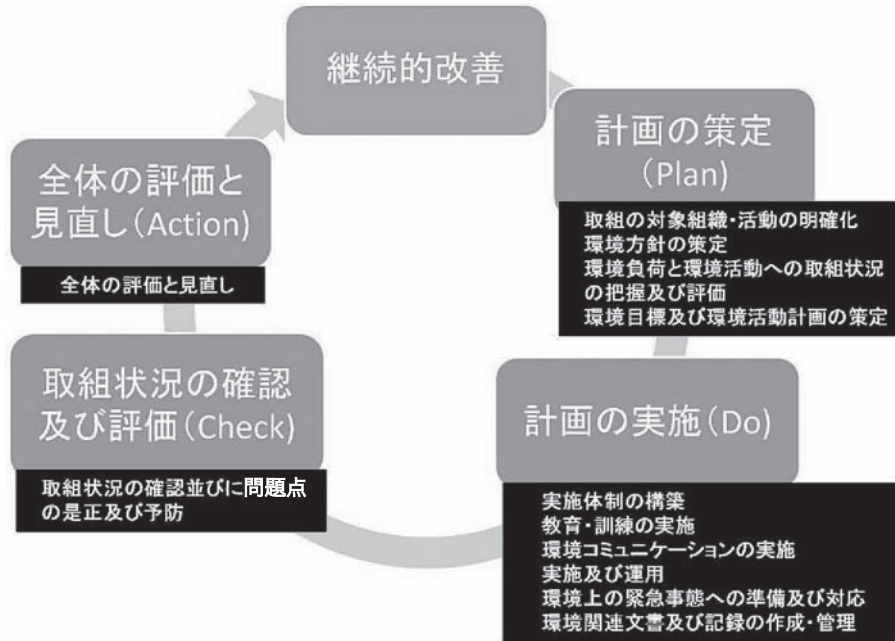 継続的改善
計画の策定
(Plan)
取組の対象組織・活動の明確化
環境方針の策定
環境負荷と環境活動への取組状況
の把握及び評価
環境目標及び環境活動計画の策定
計画の実施(Do)
実施体制の構築
教育・訓練の実施
環境コミュニケーションの実施
実施及び運用
環境上の緊急事態への準備及び対応
環境関連文書及び記録の作成・管理
取組状況の確認
及び評価(Check)
取組状況の確認並びに問題点
の是正及び予防
全体の評価と
見直し(Action)
全体の評価と見直し